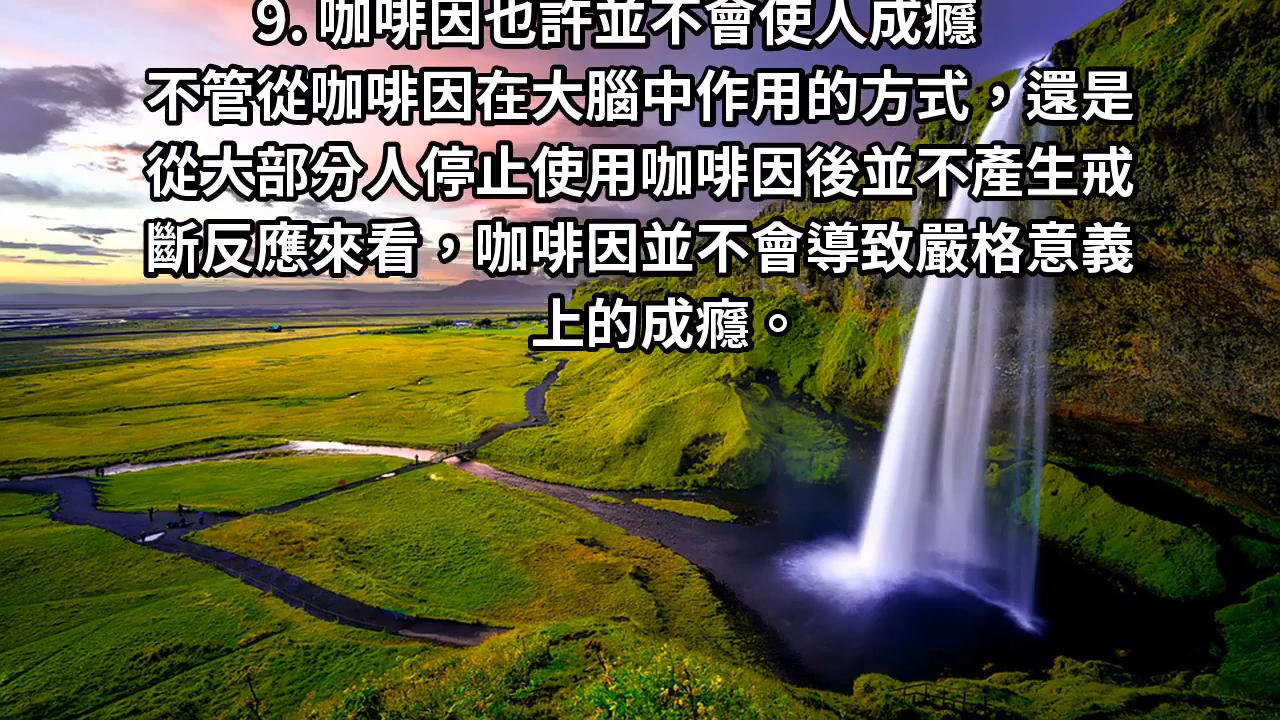 9. 咖啡因也許並不會使人成癮
不管從咖啡因在大腦中作用的方式，還是
從大部分人停止使用咖啡因後並不產生戒
斷反應來看，咖啡因並不會導致嚴格意義
上的成癮。